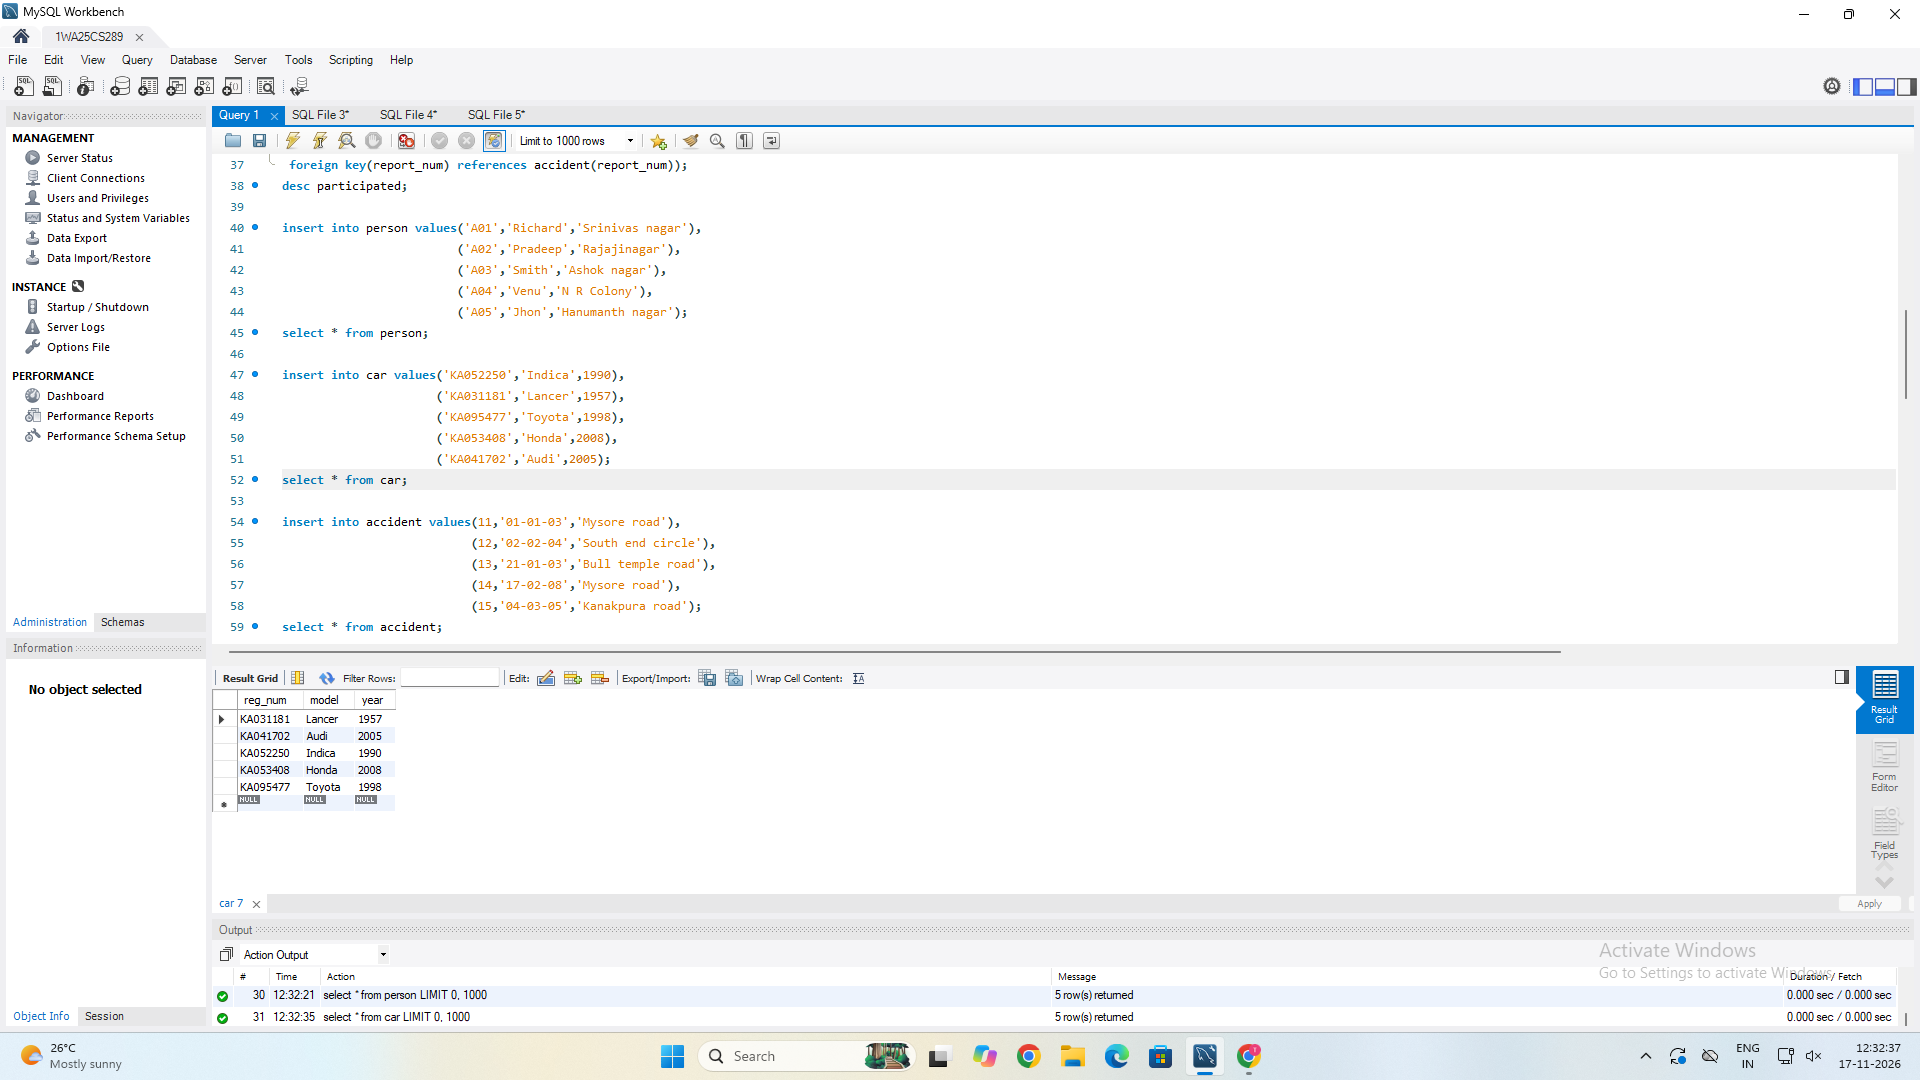 MySQL Workbench
1WA25CS289
File Edit View Query Database Server Tools Scripting Help
Navigator
MANAGEMENT
Server Status
Client Connections
Users and Privileges
Status and System Variables
Data Export
Data Import/Restore
INSTANCE
Startup / Shutdown
Server Logs
Options File
PERFORMANCE
Dashboard
Performance Reports
Performance Schema Setup
Administration Schemas
Information
No object selected
Object Info Session
Query 1 SQL File 3* SQL File 4* SQL File 5*
Limit to 1000 rows
37 foreign key(report_num) references accident(report_num));
38 desc participated;
39
40 insert into person values('A01','Richard','Srinivas nagar'),
41 ('A02','Pradeep','Rajajinagar'),
42 ('A03','Smith','Ashok nagar'),
43 ('A04','Venu','N R Colony'),
44 ('A05','Jhon','Hanumanth nagar');
45 select * from person;
46
47 insert into car values('KA052250','Indica',1990),
48 ('KA031181','Lancer',1957),
49 ('KA095477','Toyota',1998),
50 ('KA053408','Honda',2008),
51 ('KA041702','Audi',2005);
52 select * from car;
53
54 insert into accident values(11,'01-01-03','Mysore road'),
55 (12,'02-02-04','South end circle'),
56 (13,'21-01-03','Bull temple road'),
57 (14,'17-02-08','Mysore road'),
58 (15,'04-03-05','Kanakpura road');
59 select * from accident;
Result Grid Filter Rows: Edit: Export/Import: Wrap Cell Content:
reg_num model year
KA031181 Lancer 1957
KA041702 Audi 2005
KA052250 Indica 1990
KA053408 Honda 2008
KA095477 Toyota 1998
NULL NULL NULL
Result Grid
Form Editor
Field Types
car 7
Apply
Output
Action Output
# Time Action Message Duration / Fetch
30 12:32:21 select * from person LIMIT 0, 1000 5 row(s) returned 0.000 sec / 0.000 sec
31 12:32:35 select * from car LIMIT 0, 1000 5 row(s) returned 0.000 sec / 0.000 sec
Activate Windows
Go to Settings to activate Windows.
26°C
Mostly sunny
Search
ENG
IN
12:32:37
17-11-2026